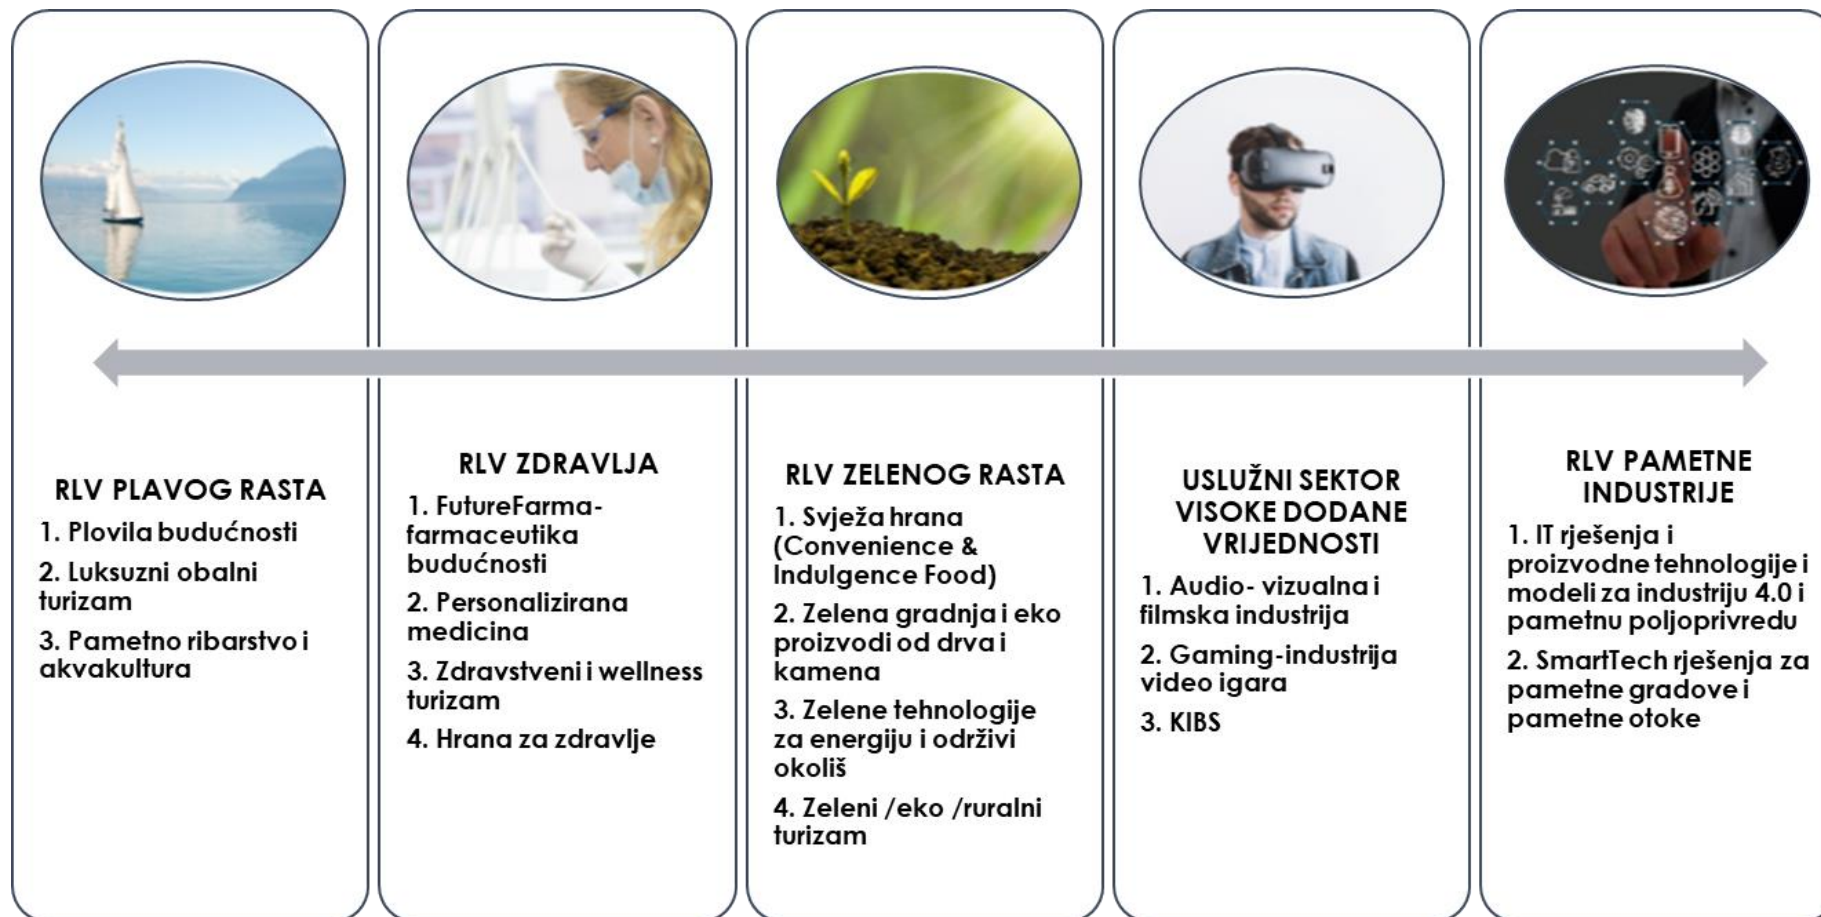 RLV PLAVOG RASTA
1. Plovila budućnosti
2. Luksuzni obalni
turizam
3. Pametno ribarstvo i
akvakultura
RLV ZDRAVLJA
1. FutureFarma-
farmaceutika
budućnosti
2. Personalizirana
medicina
3. Zdravstveni i wellness
turizam
4. Hrana za zdravlje
RLV ZELENOG RASTA
1. Svježa hrana
(Convenience &
Indulgence Food)
2. Zelena gradnja i eko
proizvodi od drva i
kamena
3. Zelene tehnologije
za energiju i održivi
okoliš
4. Zeleni /eko /ruralni
turizam
USLUŽNI SEKTOR
VISOKE DODANE
VRIJEDNOSTI
1. Audio- vizualna i
filmska industrija
2. Gaming-industrija
video igara
3. KIBS
RLV PAMETNE
INDUSTRIJE
1. IT rješenja i
proizvodne tehnologije i
modeli za industriju 4.0 i
pametnu poljoprivredu
2. SmartTech rješenja za
pametne gradove i
pametne otoke